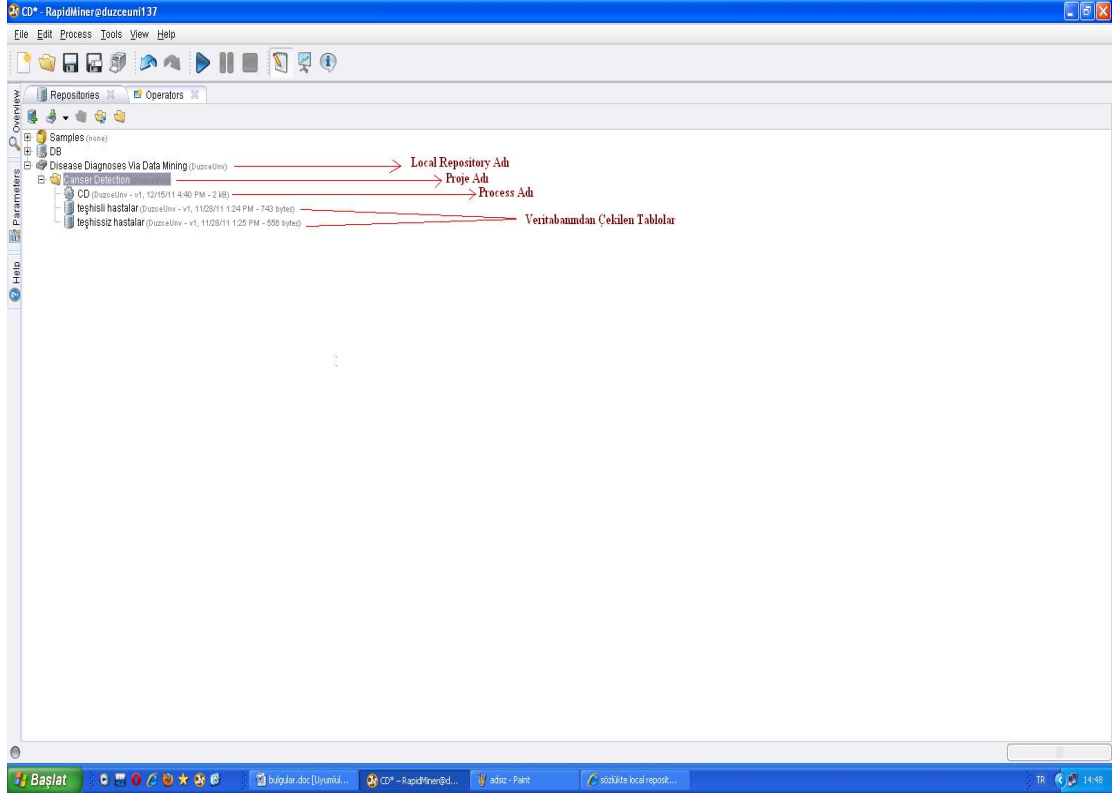 CD* - RapidMiner@duzceuni137
File Edit Process Tools View Help
Repositories Operators
Overview
Parameters
Help
Samples (none)
DB
Disease Diagnoses Via Data Mining (DuzceUnv) Local Repository Adı
Canser Detection (DuzceUnv) Proje Adı
CD (DuzceUnv - v1, 12/15/11 4:40 PM - 2 kB) Process Adı
teşhisli hastalar (DuzceUnv - v1, 11/28/11 1:24 PM - 743 bytes)
Veritabanından Çekilen Tablolar
teşhissiz hastalar (DuzceUnv - v1, 11/28/11 1:25 PM - 556 bytes)
Başlat bulgular.doc [Uyumlul... CD* - RapidMiner@d... adsız - Paint sözlükte local reposit... TR 14:48